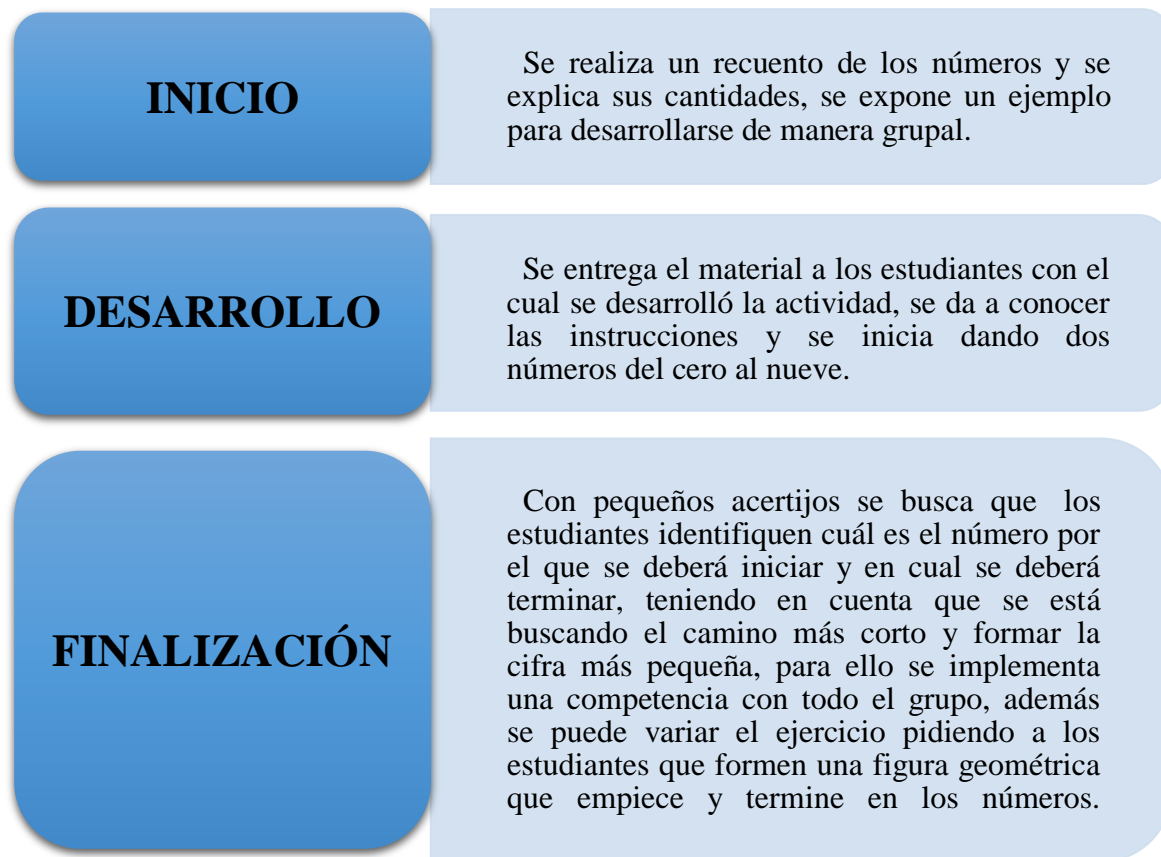 INICIO
Se realiza un recuento de los números y se
explica sus cantidades, se expone un ejemplo
para desarrollarse de manera grupal.
DESARROLLO
Se entrega el material a los estudiantes con el
cual se desarrolló la actividad, se da a conocer
las instrucciones y se inicia dando dos
números del cero al nueve.
FINALIZACIÓN
Con pequeños acertijos se busca que los
estudiantes identifiquen cuál es el número por
el que se deberá iniciar y en cual se deberá
terminar, teniendo en cuenta que se está
buscando el camino más corto y formar la
cifra más pequeña, para ello se implementa
una competencia con todo el grupo, además
se puede variar el ejercicio pidiendo a los
estudiantes que formen una figura geométrica
que empiece y termine en los números.